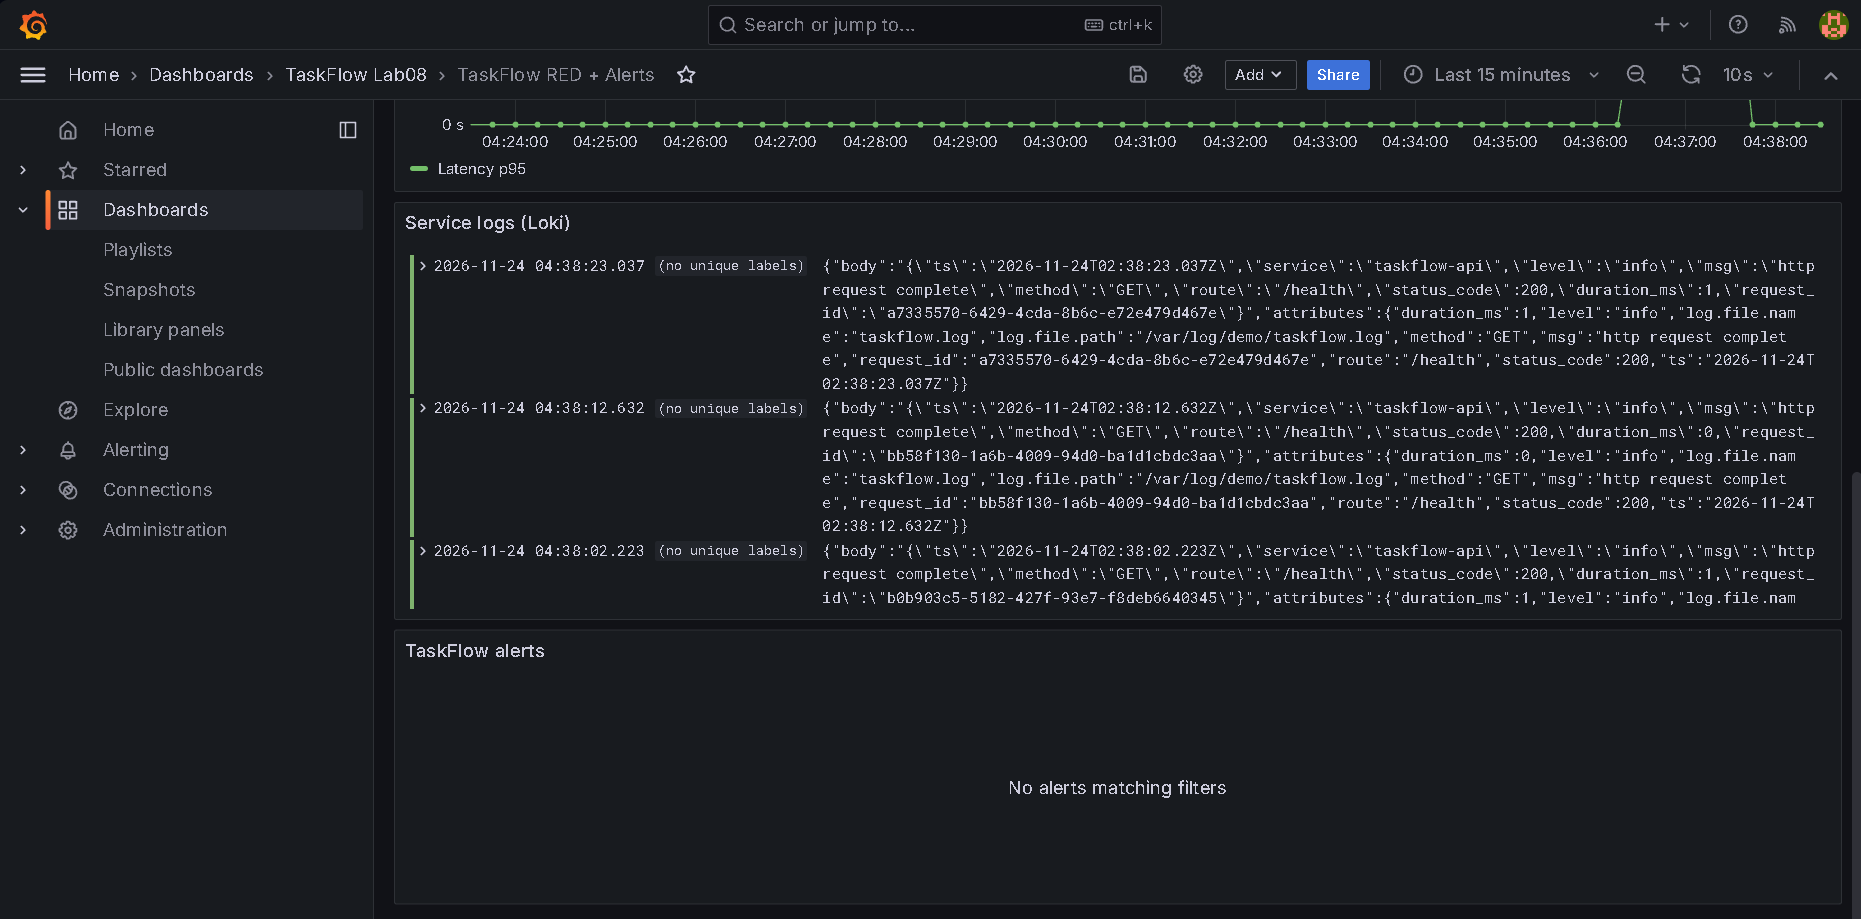 Search or jump to...
ctrl+k
Home › Dashboards › TaskFlow Lab08 › TaskFlow RED + Alerts
Add
Share
Last 15 minutes
10s
Home
Starred
Dashboards
Playlists
Snapshots
Library panels
Public dashboards
Explore
Alerting
Connections
Administration
0 s
04:24:00 04:25:00 04:26:00 04:27:00 04:28:00 04:29:00 04:30:00 04:31:00 04:32:00 04:33:00 04:34:00 04:35:00 04:36:00 04:37:00 04:38:00
Latency p95
Service logs (Loki)
2026-11-24 04:38:23.037 (no unique labels) {"body":"{\"ts\":\"2026-11-24T02:38:23.037Z\",\"service\":\"taskflow-api\",\"level\":\"info\",\"msg\":\"http
request complete\",\"method\":\"GET\",\"route\":\"/health\",\"status_code\":200,\"duration_ms\":1,\"request_
id\":\"a7335570-6429-4cda-8b6c-e72e479d467e\"}","attributes":{"duration_ms":1,"level":"info","log.file.nam
e":"taskflow.log","log.file.path":"/var/log/demo/taskflow.log","method":"GET","msg":"http request complet
e","request_id":"a7335570-6429-4cda-8b6c-e72e479d467e","route":"/health","status_code":200,"ts":"2026-11-24T
02:38:23.037Z"}}
2026-11-24 04:38:12.632 (no unique labels) {"body":"{\"ts\":\"2026-11-24T02:38:12.632Z\",\"service\":\"taskflow-api\",\"level\":\"info\",\"msg\":\"http
request complete\",\"method\":\"GET\",\"route\":\"/health\",\"status_code\":200,\"duration_ms\":0,\"request_
id\":\"bb58f130-1a6b-4009-94d0-ba1d1cbdc3aa\"}","attributes":{"duration_ms":0,"level":"info","log.file.nam
e":"taskflow.log","log.file.path":"/var/log/demo/taskflow.log","method":"GET","msg":"http request complet
e","request_id":"bb58f130-1a6b-4009-94d0-ba1d1cbdc3aa","route":"/health","status_code":200,"ts":"2026-11-24T
02:38:12.632Z"}}
2026-11-24 04:38:02.223 (no unique labels) {"body":"{\"ts\":\"2026-11-24T02:38:02.223Z\",\"service\":\"taskflow-api\",\"level\":\"info\",\"msg\":\"http
request complete\",\"method\":\"GET\",\"route\":\"/health\",\"status_code\":200,\"duration_ms\":1,\"request_
id\":\"b0b903c5-5182-427f-93e7-f8deb6640345\"}","attributes":{"duration_ms":1,"level":"info","log.file.nam
TaskFlow alerts
No alerts matching filters